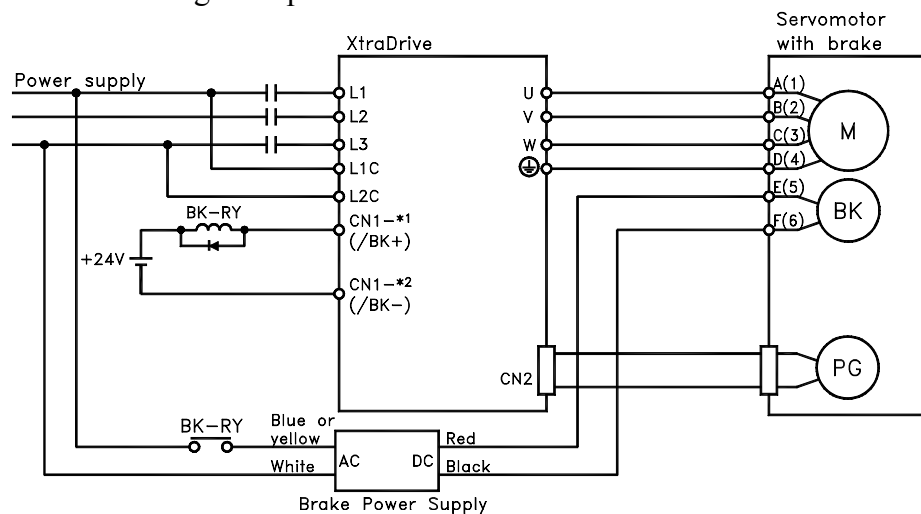 Servomotor
with brake
XtraDrive
Power supply
L1
L2
L3
L1C
L2C
U
V
W
A(1)
B(2)
C(3)
D(4)
E(5)
F(6)
M
BK
PG
BK-RY
+24V
CN1-*1
(/BK+)
CN1-*2
(/BK-)
CN2
BK-RY
Blue or
yellow
White
AC
DC
Red
Black
Brake Power Supply